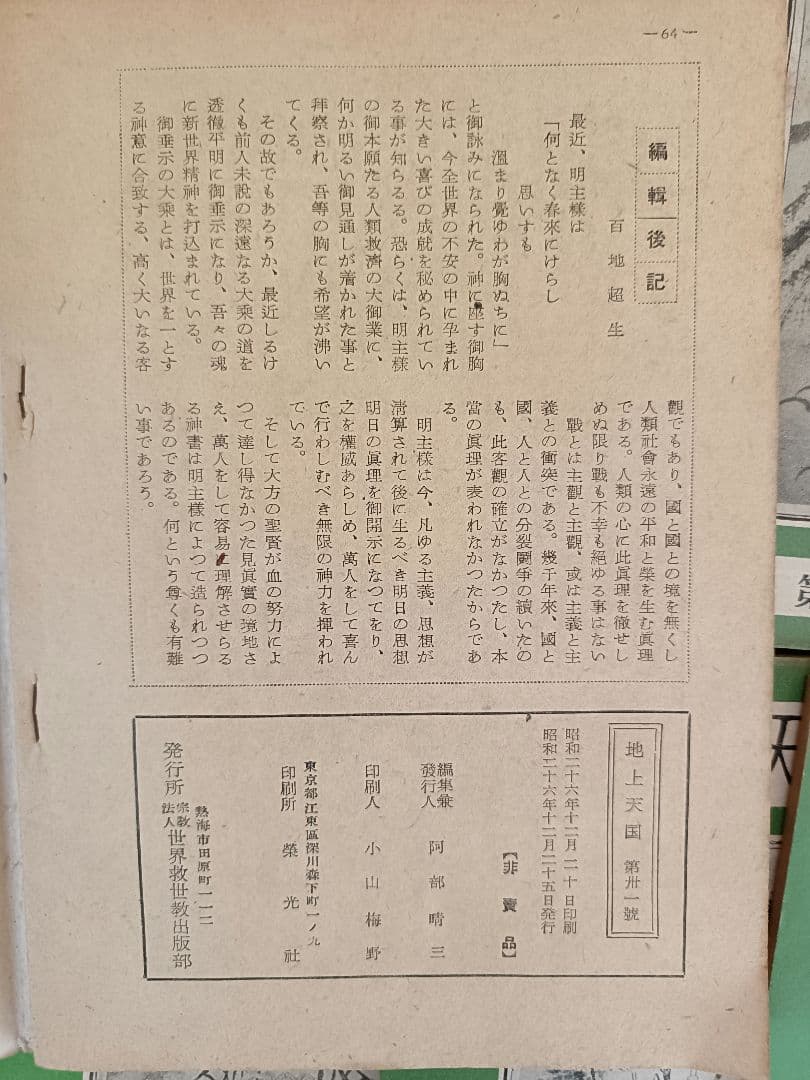 ―64―
編輯後記
百地超生
最近、明主様は
「何となく春來にけらし
思いすも
溫まり覺ゆわが胸ぬちに」
と御詠みになられた。神に座す御胸
には、今全世界の不安の中に孕まれ
た大きい喜びの成就を秘められてい
る事が知らるる。恐らくは、明主様
の御本願たる人類救済の大御業に、
何か明るい御見通しが着かれた事と
拜察され、吾等の胸にも希望が沸い
てくる。
その故でもあろうか、最近しるけ
くも前人未說の深遠なる大乘の道を
透徹平明に御垂示になり、吾々の魂
に新世界精神を打込まれている。
御垂示の大乘とは、世界を一とす
る神意に合致する、高く大いなる客
觀でもあり、國と國との境を無くし
人類社會永遠の平和と榮を生む眞理
である。人類の心に此眞理を徹せし
めぬ限り戰も不幸も絕ゆる事はない
戰とは主觀と主觀、或は主義と主
義との衝突である。幾千年來、國と
國、人と人との分裂鬪爭の續いたの
も、此客觀の確立がなかつたし、本
當の眞理が表われなかつたからであ
る。
明主様は今、凡ゆる主義、思想が
淸算されて後に生るべき明日の思想
明日の眞理を御開示になつてをり、
之を權威あらしめ、萬人をして喜ん
で行わしむべき無限の神力を揮われ
ている。
そして大方の聖賢が血の努力によ
つて達し得なかつた見眞實の境地さ
え、萬人をして容易に理解させらる
る神書は明主様によつて造られつつ
あるのである。何という尊くも有難
い事であろう。
地上天国 第卅一號
昭和二十六年十二月二十日印刷
昭和二十六年十二月二十五日発行
【非賣品】
編集兼
發行人 阿部晴三
印刷人 小山梅野
東京都江東區深川森下町一ノ九
印刷所 榮光社
熱海市田原町一一二
発行所 宗教法人 世界救世教出版部